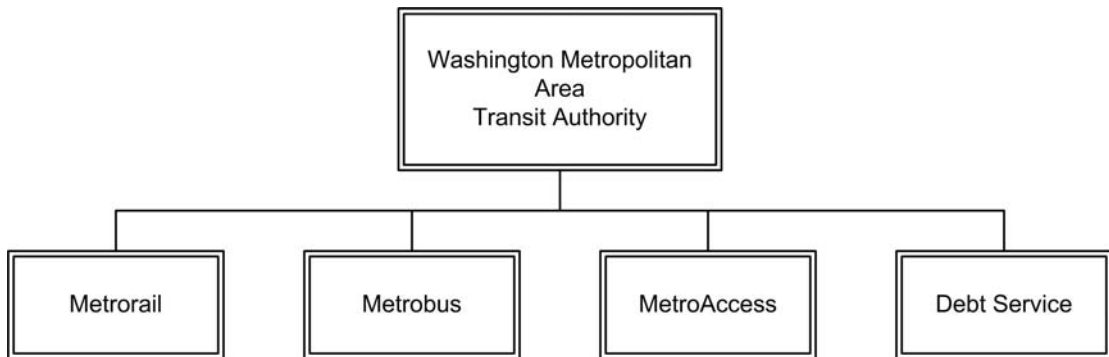 Washington Metropolitan
Area
Transit Authority
Metrorail
Metrobus
MetroAccess
Debt Service